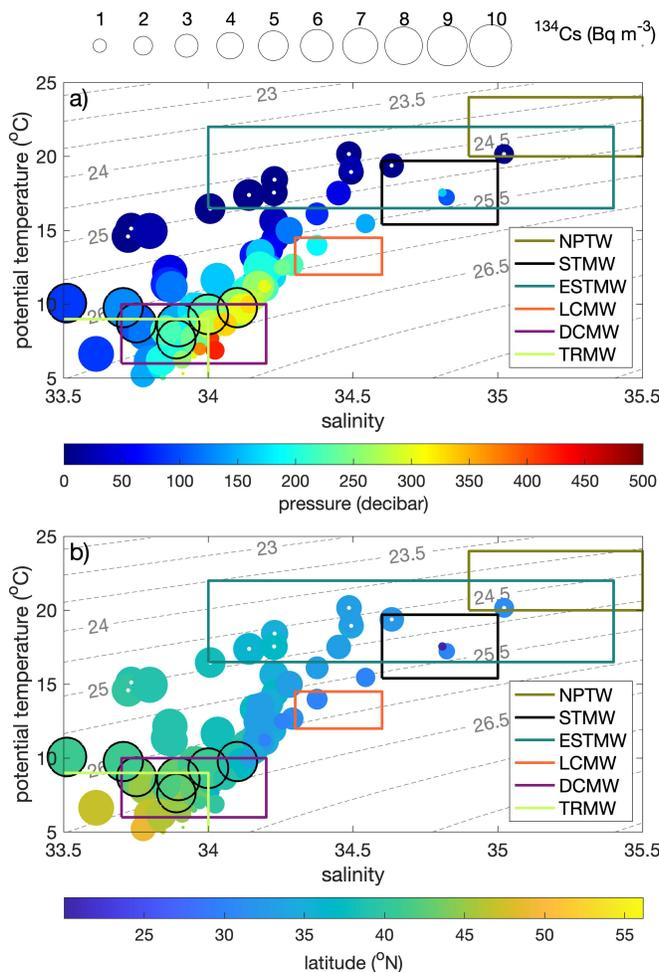 1 2 3 4 5 6 7 8 9 10
¹³⁴Cs (Bq m⁻³)
a)
25
20
15
10
5
potential temperature (°C)
23
23.5
24
24.5
25
25.5
26
26.5
NPTW
STMW
ESTMW
LCMW
DCMW
TRMW
33.5 34 34.5 35 35.5
salinity
0 50 100 150 200 250 300 350 400 450 500
pressure (decibar)
b)
25
20
15
10
5
potential temperature (°C)
23
23.5
24
24.5
25
25.5
26
26.5
NPTW
STMW
ESTMW
LCMW
DCMW
TRMW
33.5 34 34.5 35 35.5
salinity
25 30 35 40 45 50 55
latitude (°N)